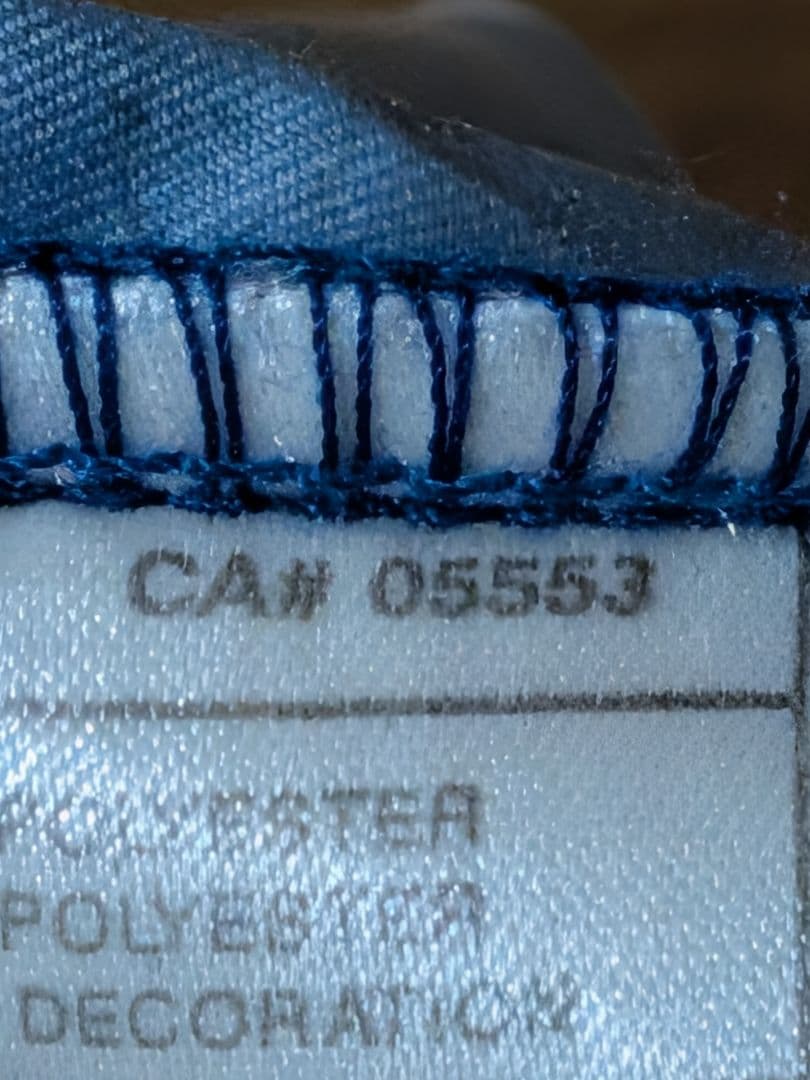 CA# 05553
POLYESTER
POLYESTER
DECORATION